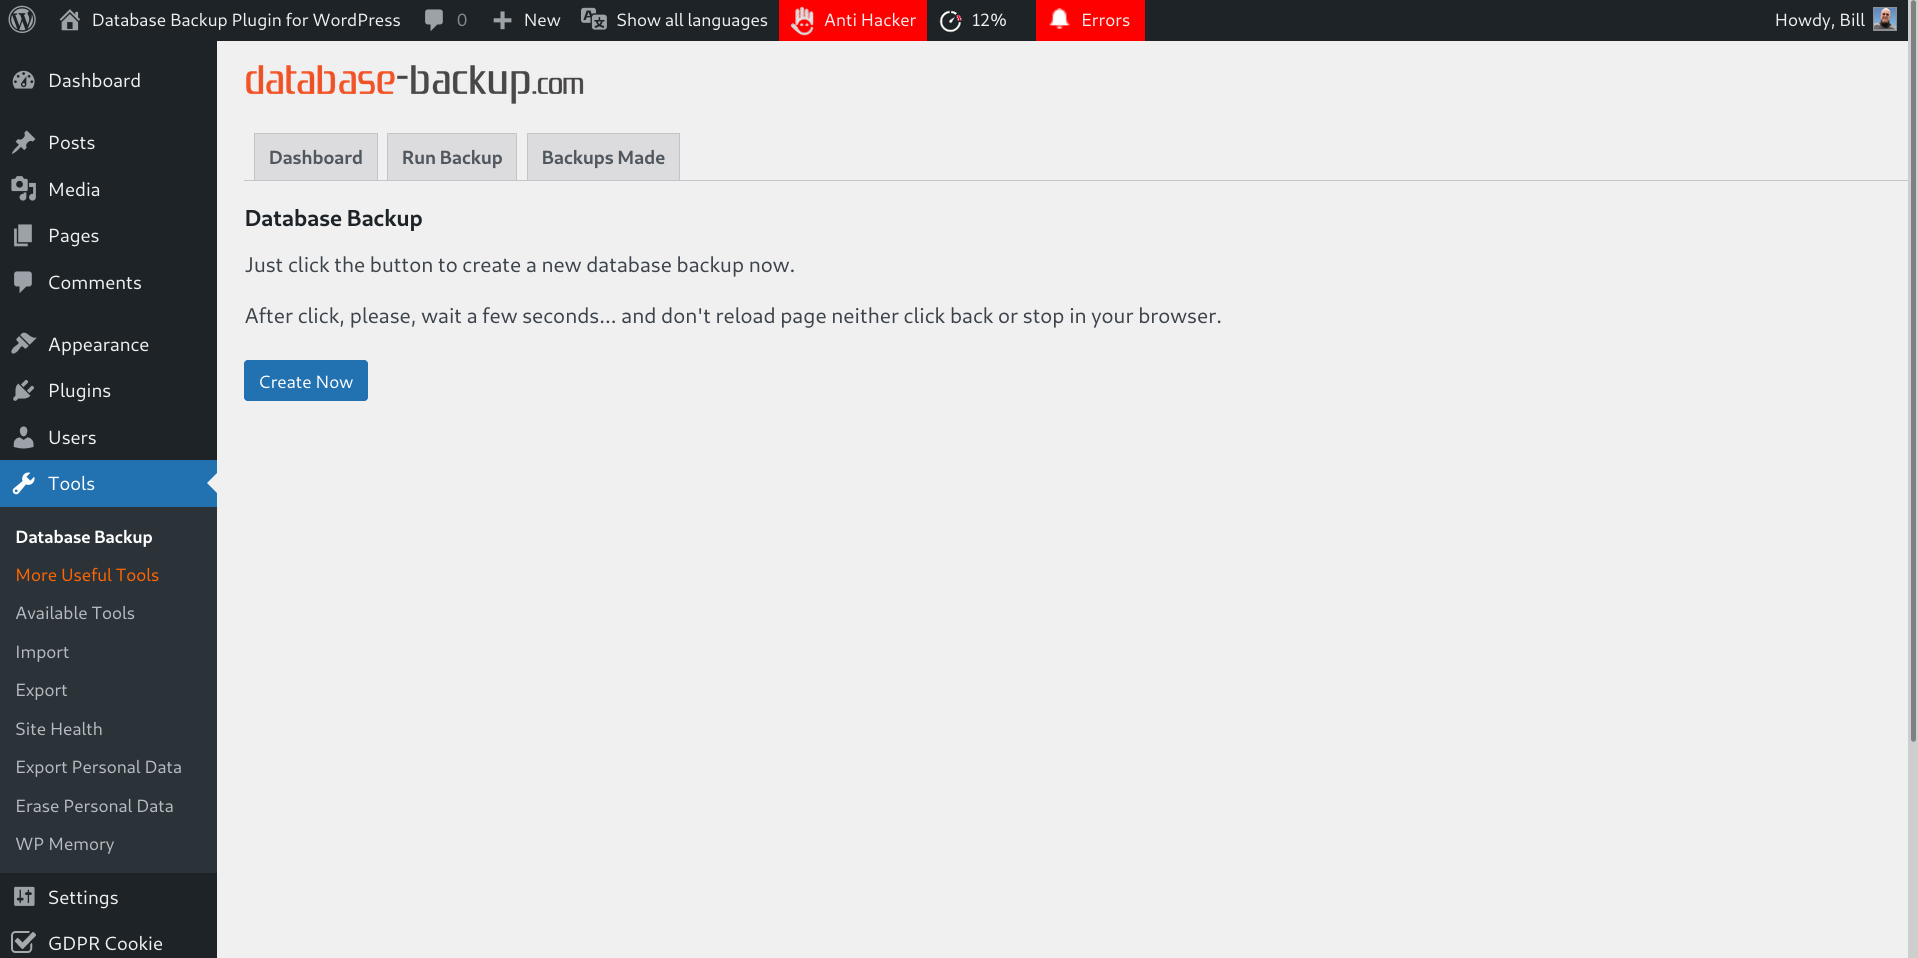 Database Backup Plugin for WordPress 0 New Show all languages Anti Hacker 12% Errors Howdy, Bill
Dashboard
Posts
Media
Pages
Comments
Appearance
Plugins
Users
Tools
Database Backup
More Useful Tools
Available Tools
Import
Export
Site Health
Export Personal Data
Erase Personal Data
WP Memory
Settings
GDPR Cookie
database-backup.com
Dashboard Run Backup Backups Made
Database Backup
Just click the button to create a new database backup now.
After click, please, wait a few seconds... and don't reload page neither click back or stop in your browser.
Create Now